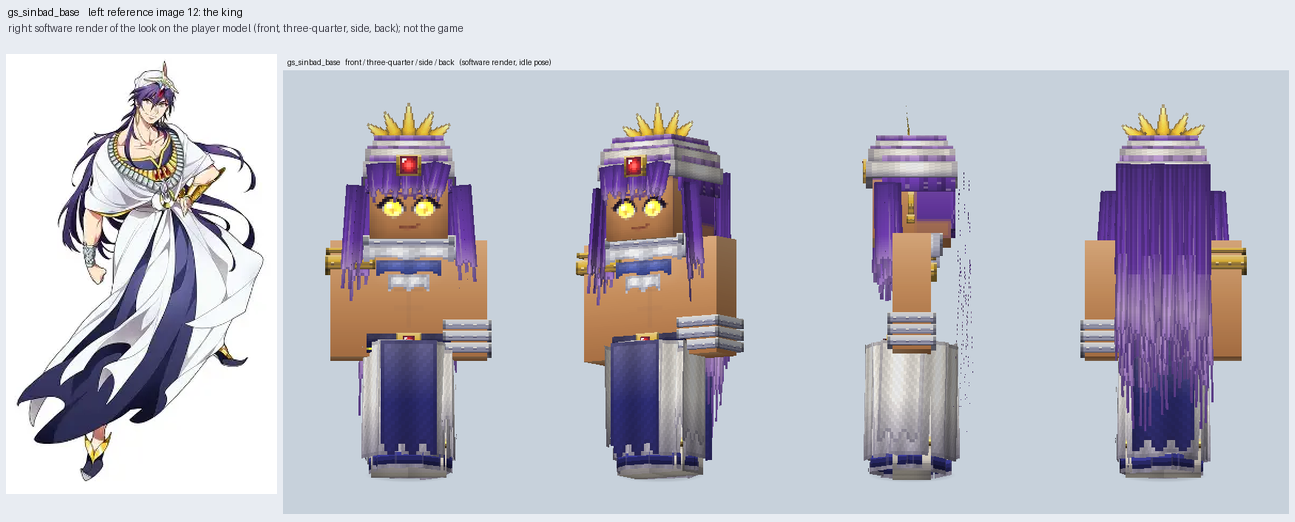 gs_sinbad_base left: reference image 12: the king
right: software render of the look on the player model (front, three-quarter, side, back); not the game
gs_sinbad_base front / three-quarter / side / back (software render, idle pose)